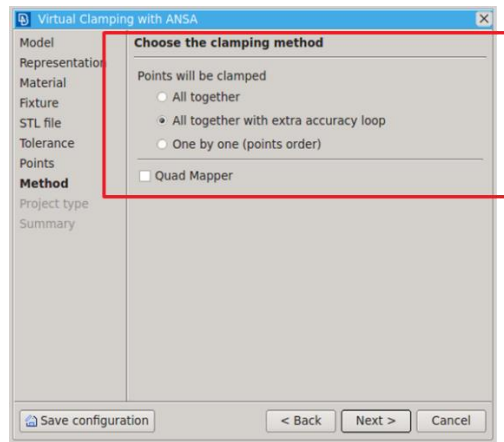 Virtual Clamping with ANSA
Model
Representation
Material
Fixture
STL file
Tolerance
Points
Method
Project type
Summary
Choose the clamping method
Points will be clamped
All together
All together with extra accuracy loop
One by one (points order)
Quad Mapper
Save configuration
< Back
Next >
Cancel